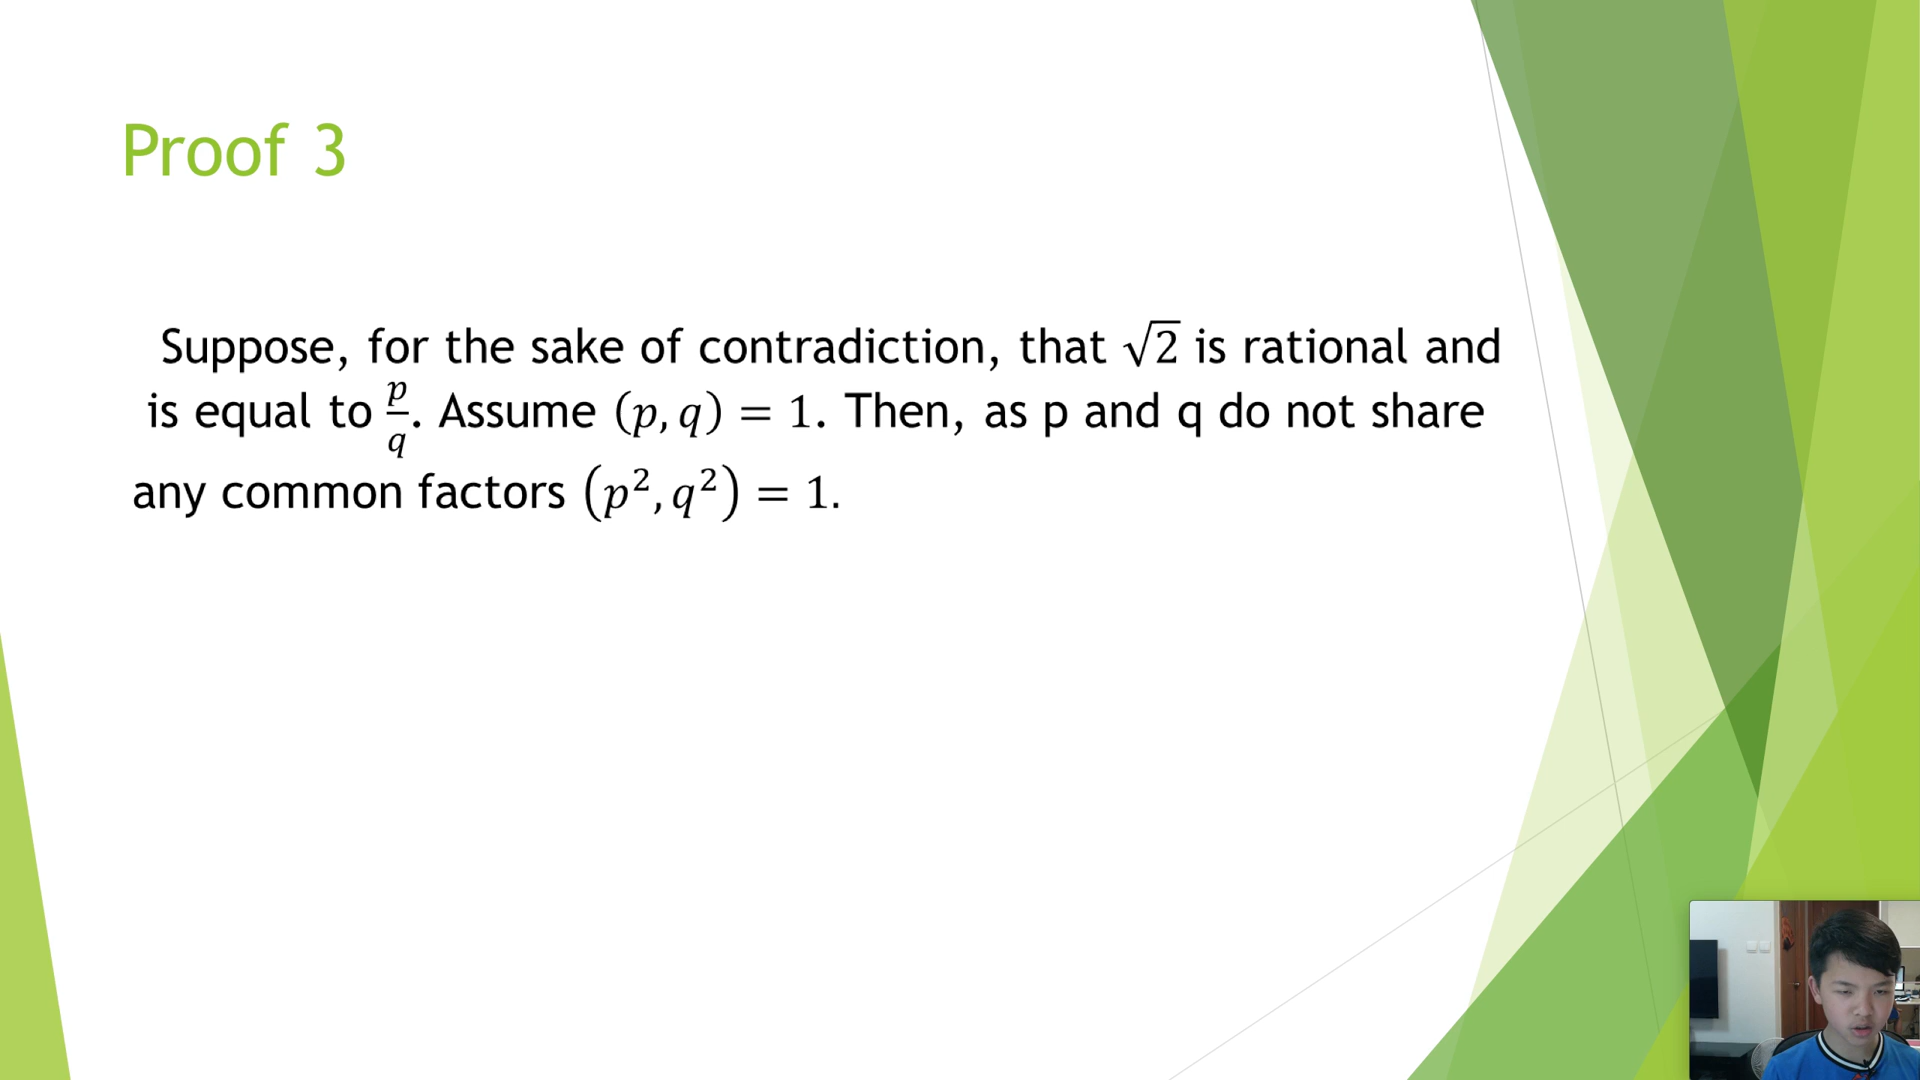 Proof 3
Suppose, for the sake of contradiction, that √2 is rational and
is equal to p/q. Assume (p, q) = 1. Then, as p and q do not share
any common factors (p², q²) = 1.